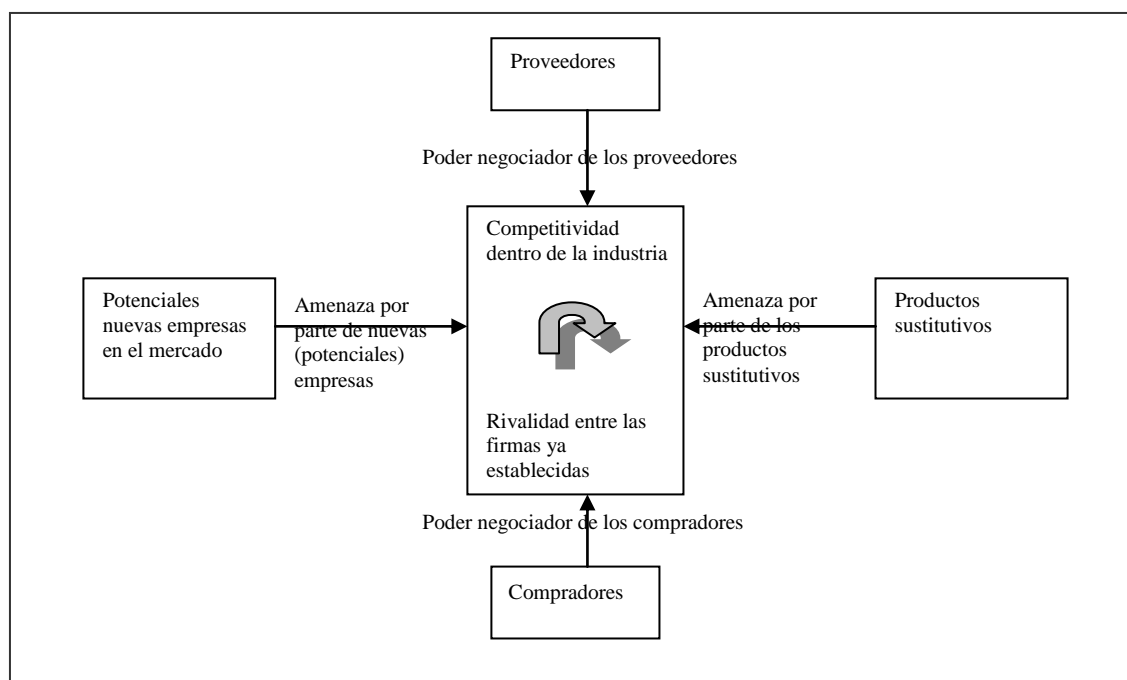 Proveedores
Poder negociador de los proveedores
Competitividad
dentro de la industria
Potenciales
nuevas empresas
en el mercado
Amenaza por
parte de nuevas
(potenciales)
empresas
Amenaza por
parte de los
productos
sustitutivos
Productos
sustitutivos
Rivalidad entre las
firmas ya
establecidas
Poder negociador de los compradores
Compradores